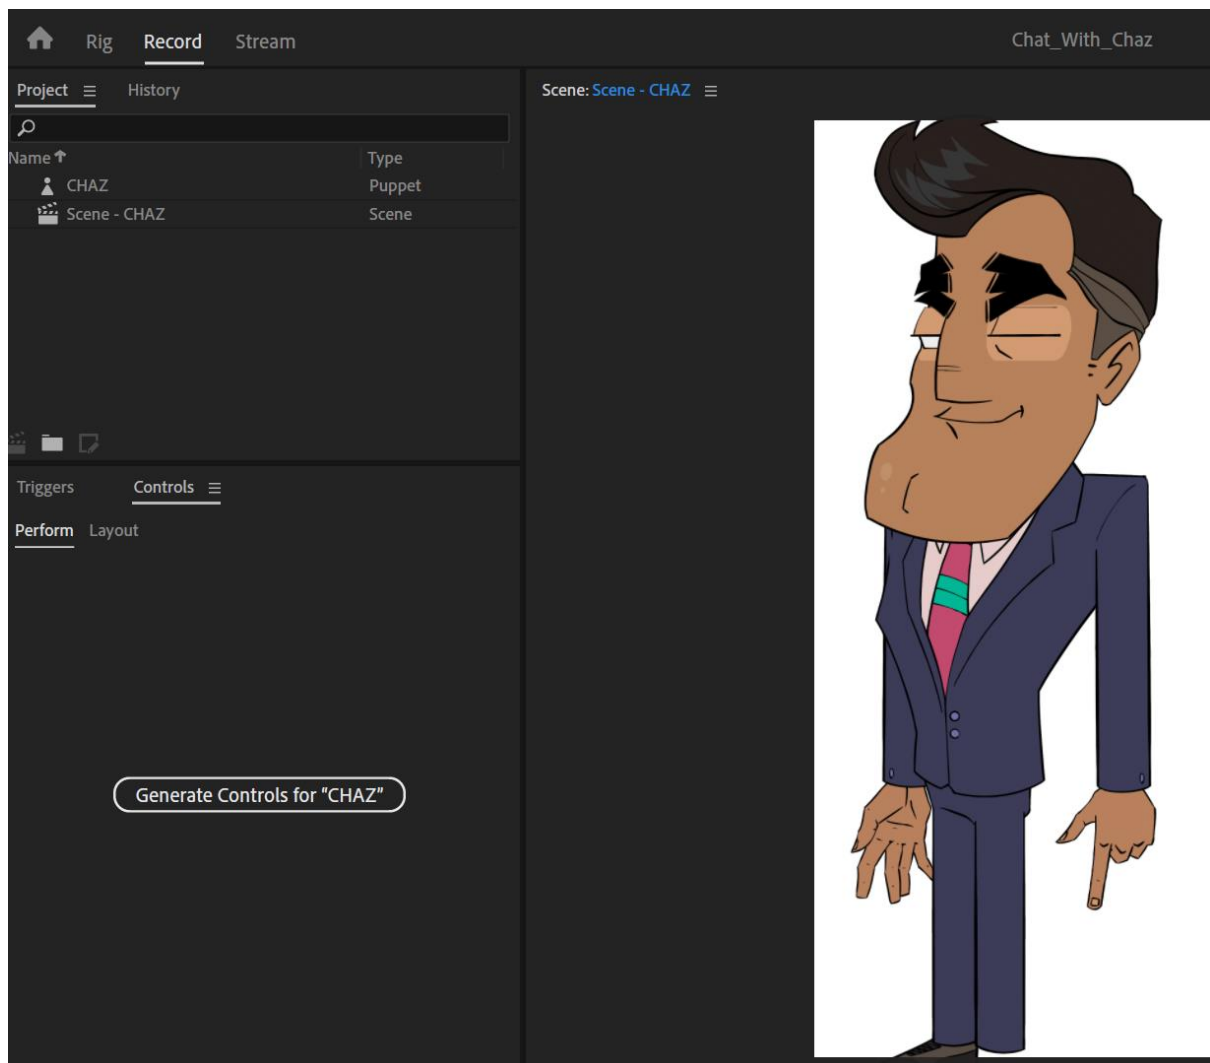 Rig Record Stream Chat_With_Chaz
Project History
Name Type
CHAZ Puppet
Scene - CHAZ Scene
Triggers Controls
Perform Layout
Generate Controls for "CHAZ"
Scene: Scene - CHAZ